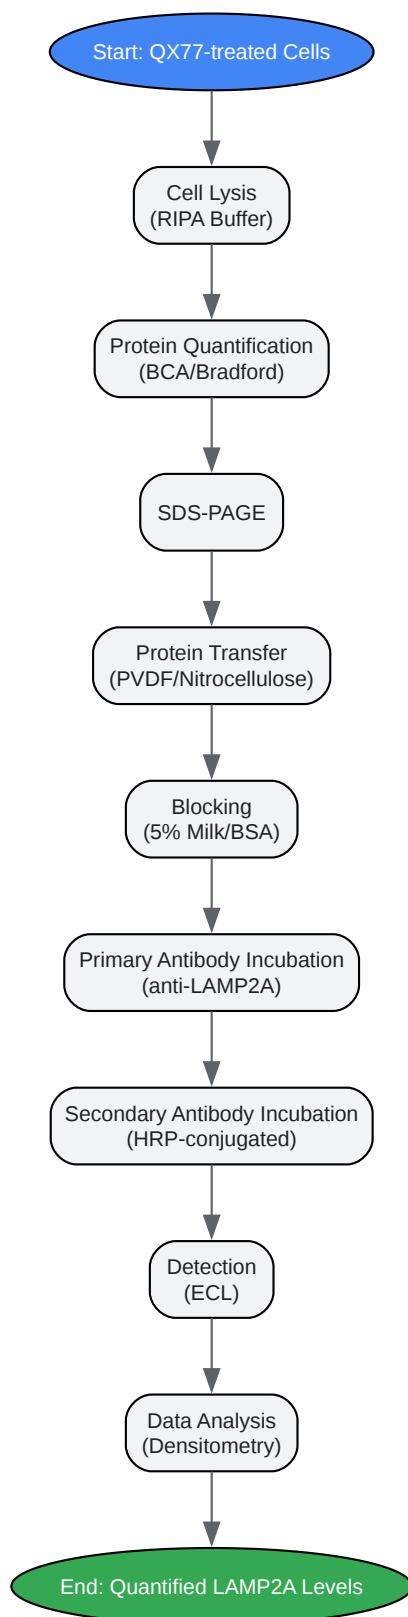 Start: QX77-treated Cells
Cell Lysis
(RIPA Buffer)
Protein Quantification
(BCA/Bradford)
SDS-PAGE
Protein Transfer
(PVDF/Nitrocellulose)
Blocking
(5% Milk/BSA)
Primary Antibody Incubation
(anti-LAMP2A)
Secondary Antibody Incubation
(HRP-conjugated)
Detection
(ECL)
Data Analysis
(Densitometry)
End: Quantified LAMP2A Levels